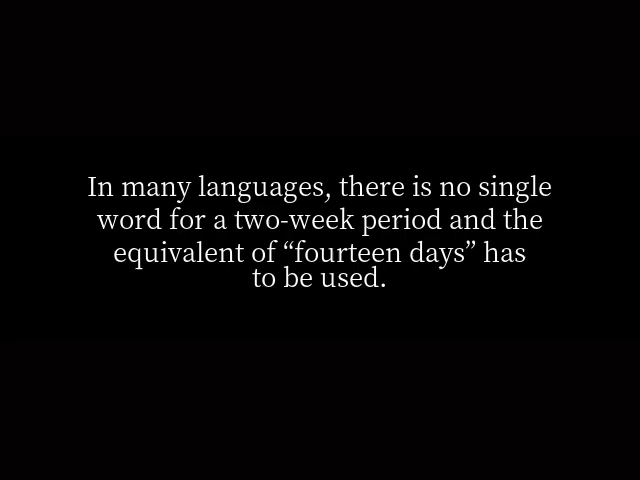 In many languages, there is no single
word for a two-week period and the
equivalent of “fourteen days” has
to be used.